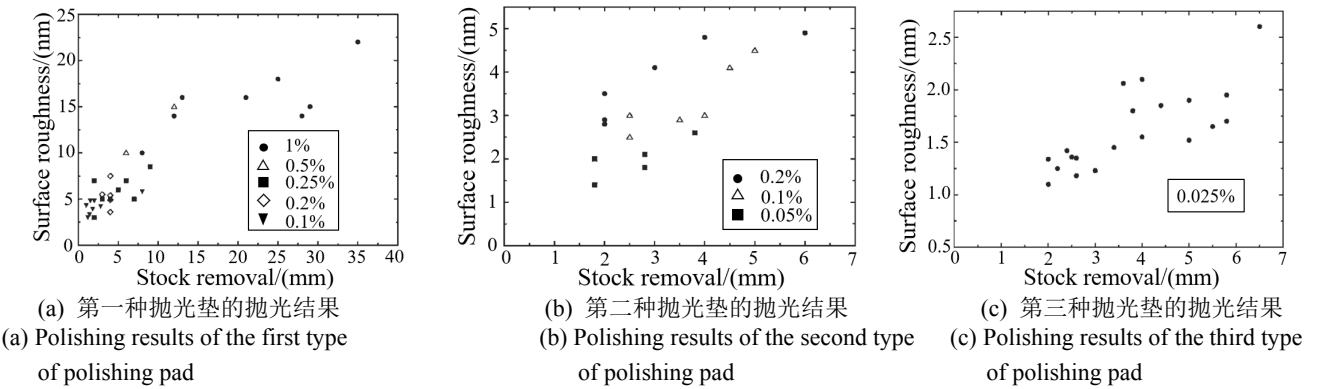 Surface roughness/(nm)
25
20
15
10
5
0
0 5 10 15 20 25 30 35 40
1%
0.5%
0.25%
0.2%
0.1%
Stock removal/(mm)
(a) 第一种抛光垫的抛光结果
(a) Polishing results of the first type
of polishing pad
Surface roughness/(nm)
5
4
3
2
1
0
0 1 2 3 4 5 6 7
0.2%
0.1%
0.05%
Stock removal/(mm)
(b) 第二种抛光垫的抛光结果
(b) Polishing results of the second type
of polishing pad
Surface roughness/(nm)
2.5
2.0
1.5
1.0
0.5
0 1 2 3 4 5 6 7
0.025%
Stock removal/(mm)
(c) 第三种抛光垫的抛光结果
(c) Polishing results of the third type
of polishing pad